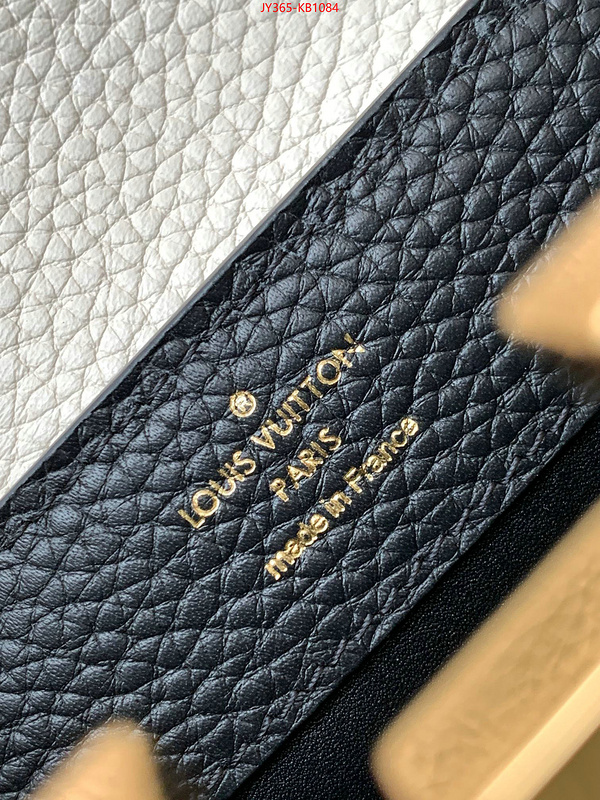 JY365-KB1084
LOUIS VUITTON
PARIS
made in France